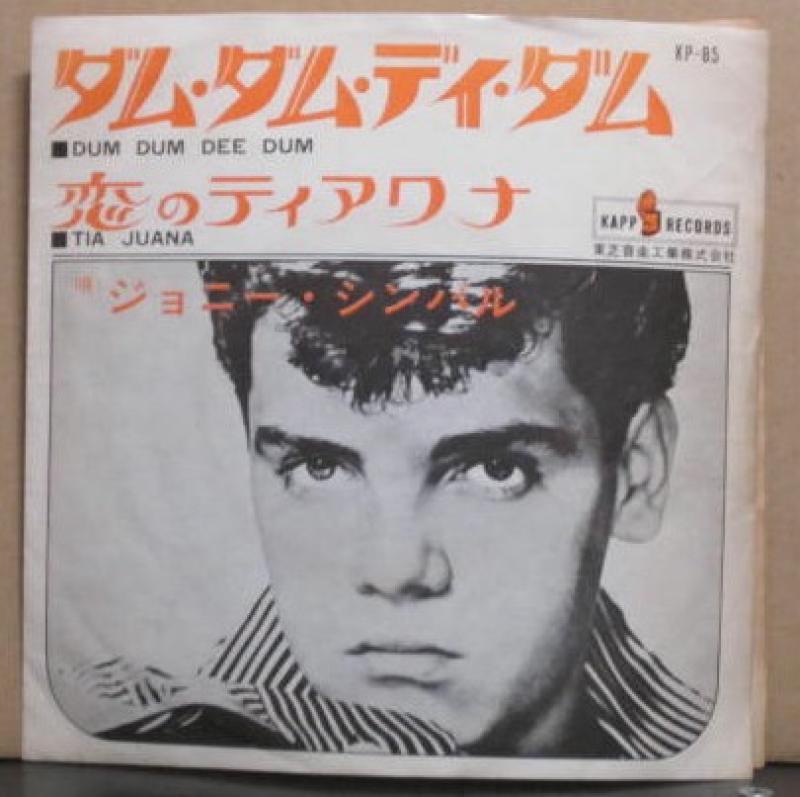 ダム・ダム・ディ・ダム
KP-85
■DUM DUM DEE DUM
恋のティアワナ
■TIA JUANA
KAPP RECORDS
東芝音楽工業株式会社
唄 ジョニー・シンバル